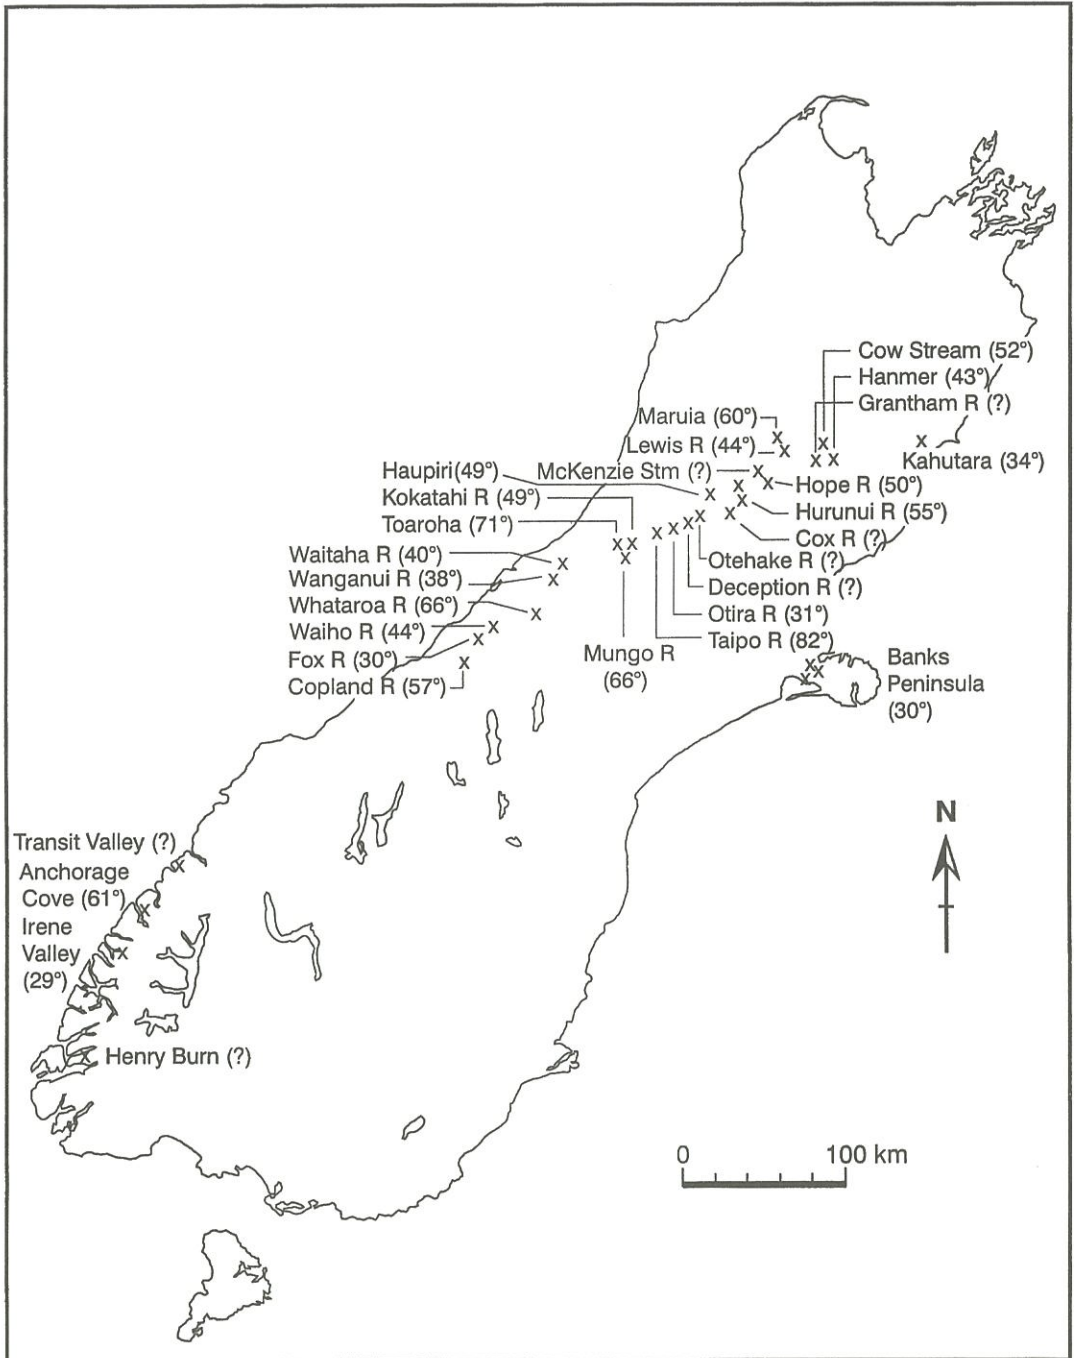 Cow Stream (52°)
Hanmer (43°)
Grantham R (?)
Maruia (60°)
Lewis R (44°)
Kahutara (34°)
Haupiri(49°)
McKenzie Stm (?)
Hope R (50°)
Kokatahi R (49°)
Hurunui R (55°)
Toaroha (71°)
Cox R (?)
Waitaha R (40°)
Otehake R (?)
Wanganui R (38°)
Deception R (?)
Whataroa R (66°)
Otira R (31°)
Waiho R (44°)
Taipo R (82°)
Fox R (30°)
Mungo R
(66°)
Copland R (57°)
Banks
Peninsula
(30°)
N
Transit Valley (?)
Anchorage
Cove (61°)
Irene
Valley
(29°)
Henry Burn (?)
0 100 km